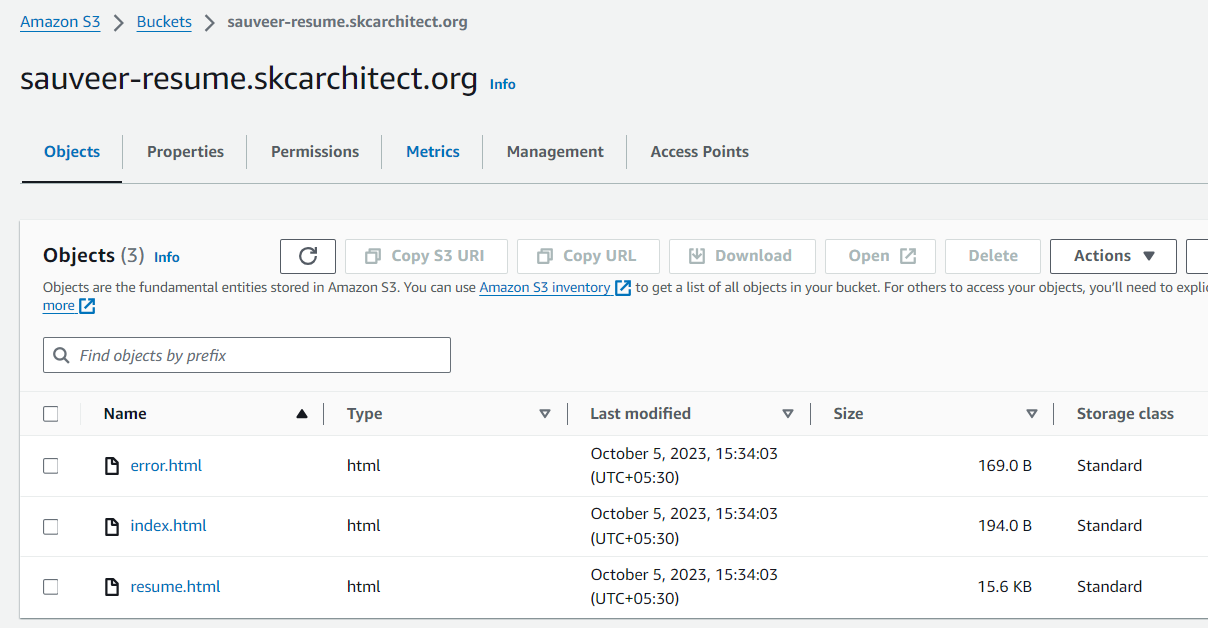 Amazon S3 > Buckets > sauveer-resume.skcarchitect.org
sauveer-resume.skcarchitect.org Info
Objects Properties Permissions Metrics Management Access Points
Objects (3) Info Copy S3 URI Copy URL Download Open Delete Actions
Objects are the fundamental entities stored in Amazon S3. You can use Amazon S3 inventory to get a list of all objects in your bucket. For others to access your objects, you'll need to
more
Find objects by prefix
Name Type Last modified Size Storage class
error.html html October 5, 2023, 15:34:03 169.0 B Standard
(UTC+05:30)
index.html html October 5, 2023, 15:34:03 194.0 B Standard
(UTC+05:30)
resume.html html October 5, 2023, 15:34:03 15.6 KB Standard
(UTC+05:30)